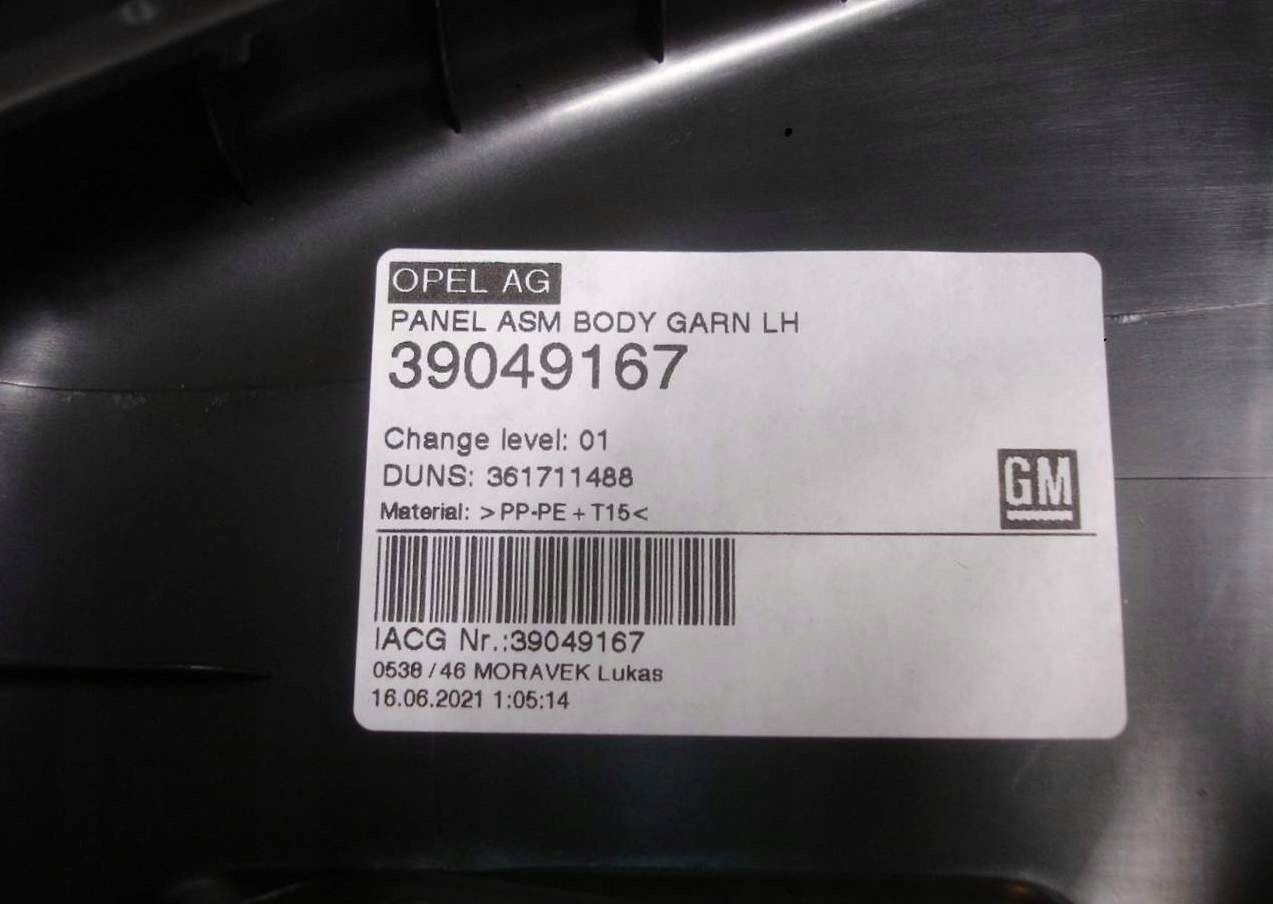 OPEL AG
PANEL ASM BODY GARN LH
39049167
Change level: 01
DUNS: 361711488
Material: >PP-PE+T15<
GM
IACG Nr.:39049167
0538/46 MORAVEK Lukas
16.06.2021 1:05:14